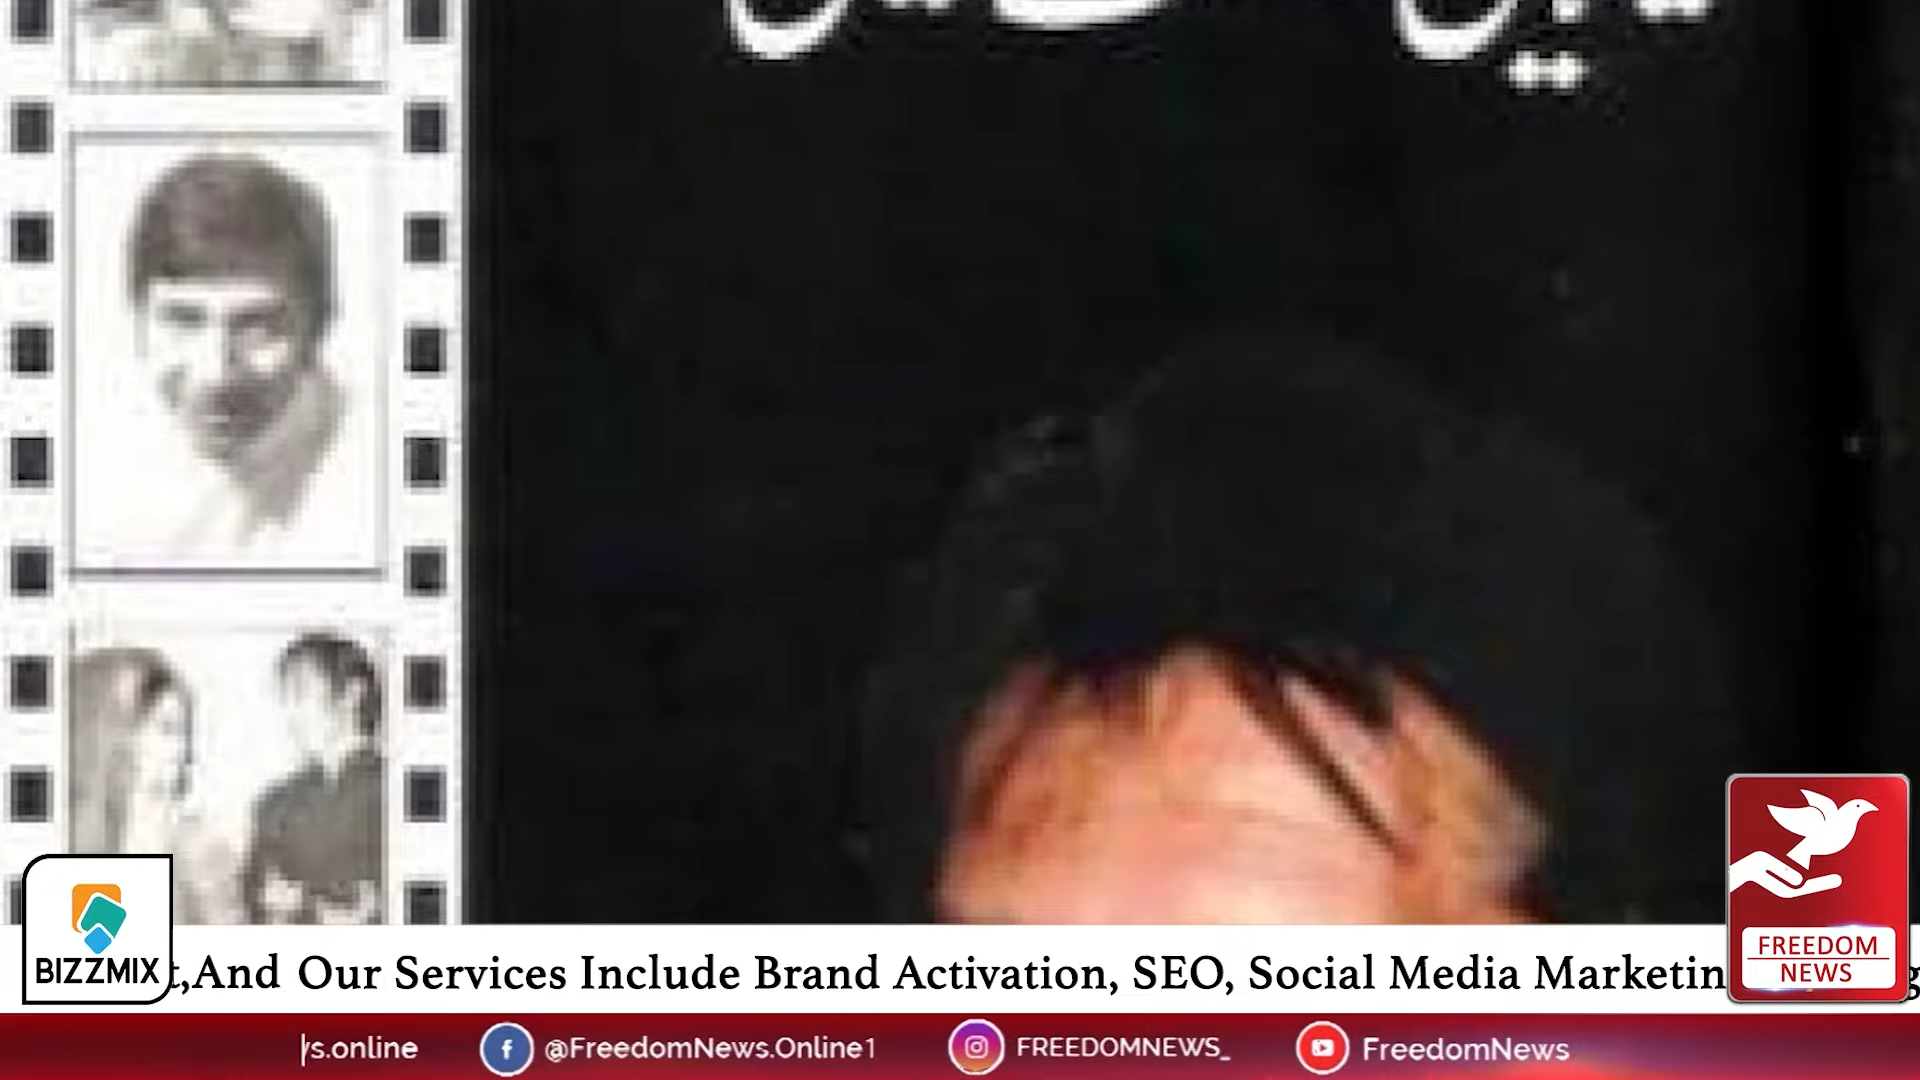 BIZZMIX
t,And Our Services Include Brand Activation, SEO, Social Media Marketin
FREEDOM
NEWS
s.online
@FreedomNews.Online1
FREEDOMNEWS_
FreedomNews